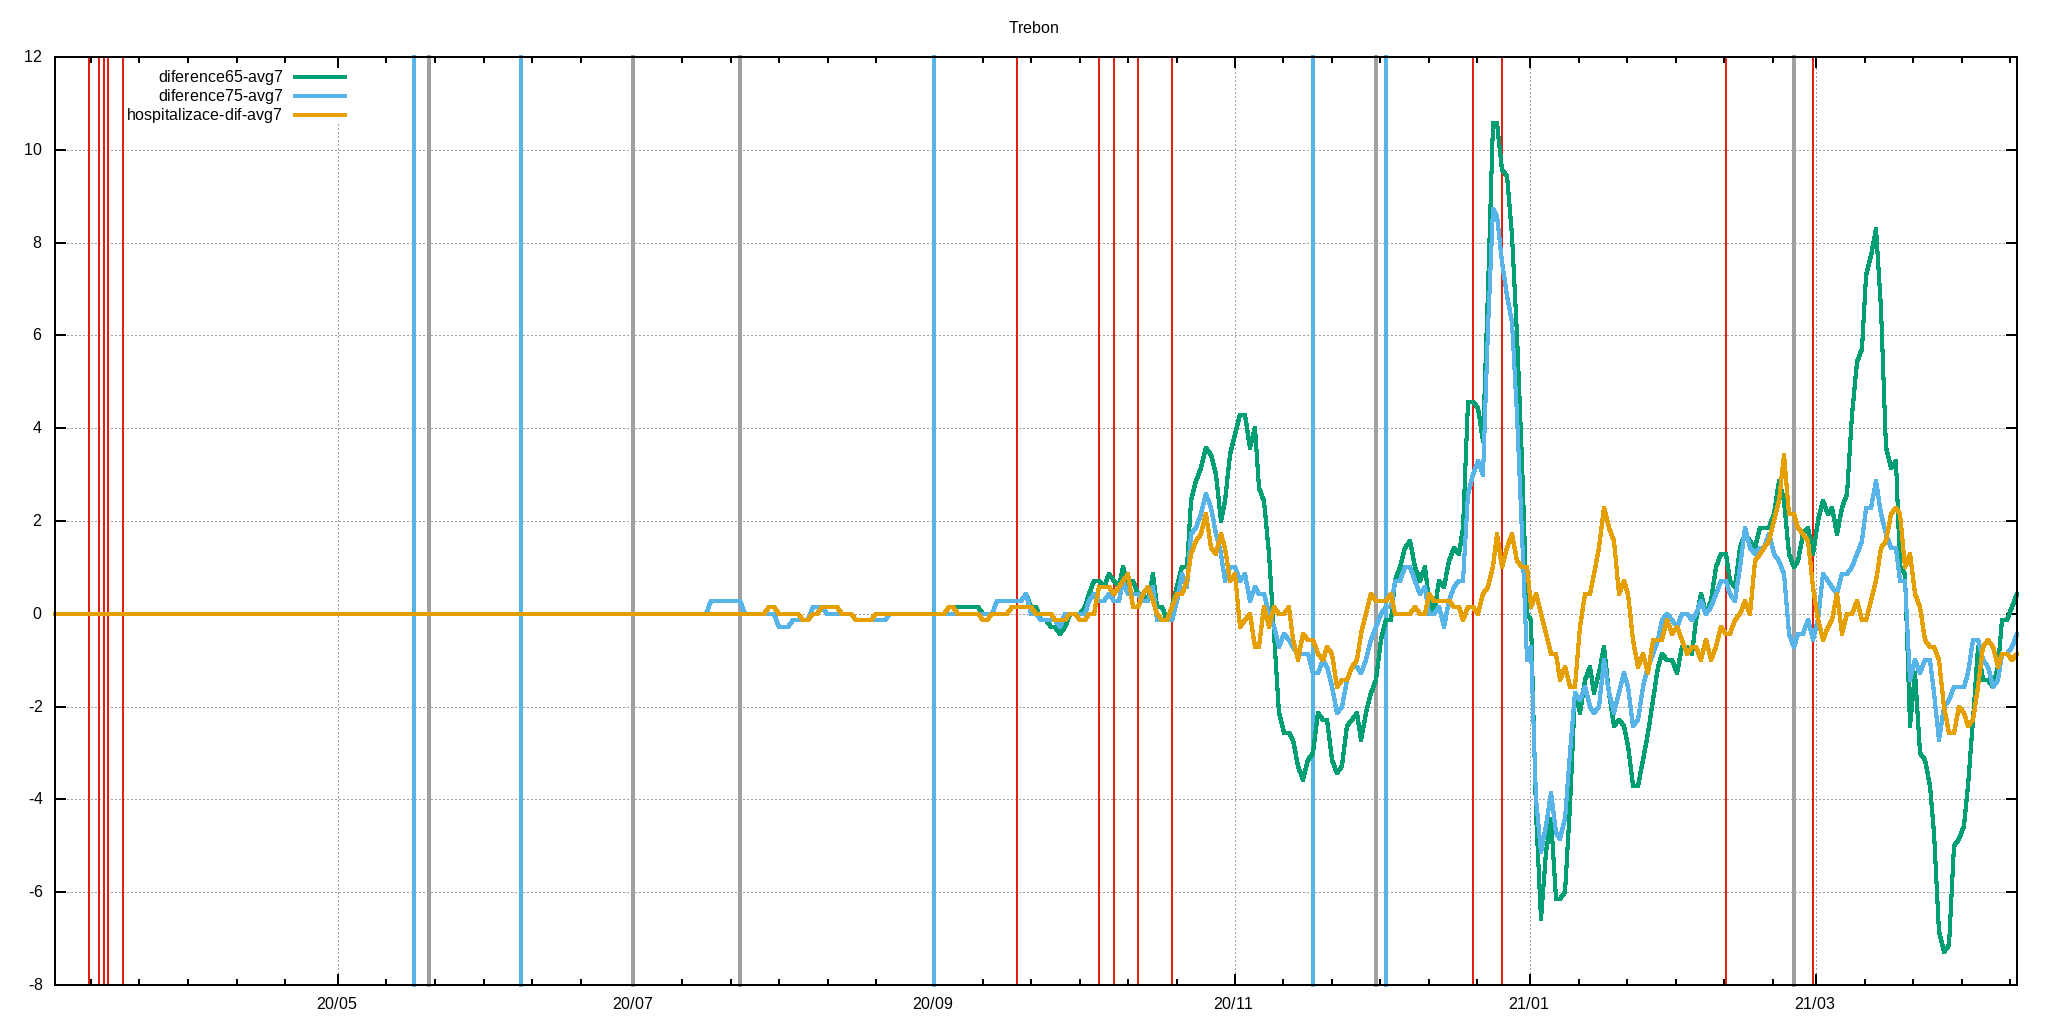 Trebon
diference65-avg7
diference75-avg7
hospitalizace-dif-avg7
12
10
8
6
4
2
0
-2
-4
-6
-8
20/05 20/07 20/09 20/11 21/01 21/03